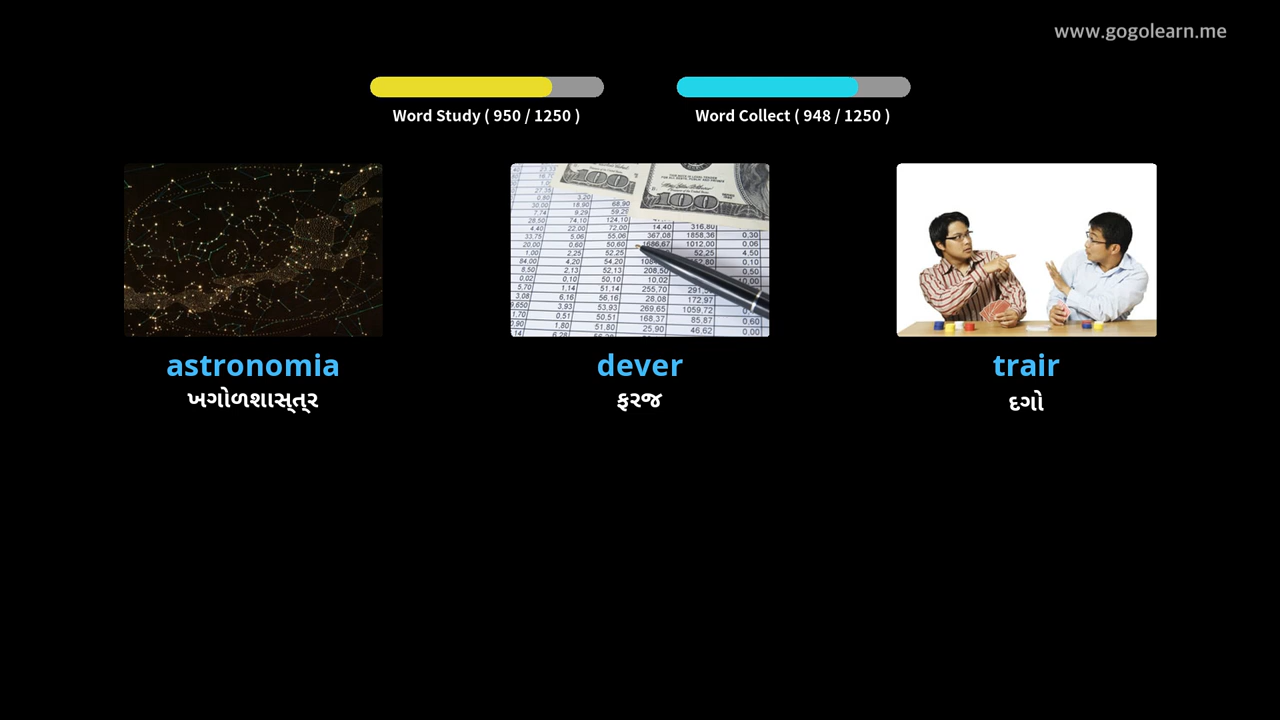 www.gogolearn.me
Word Study ( 950 / 1250 )
Word Collect ( 948 / 1250 )
astronomia
ખગોળશાસ્ત્ર
dever
ફરજ
trair
દગો